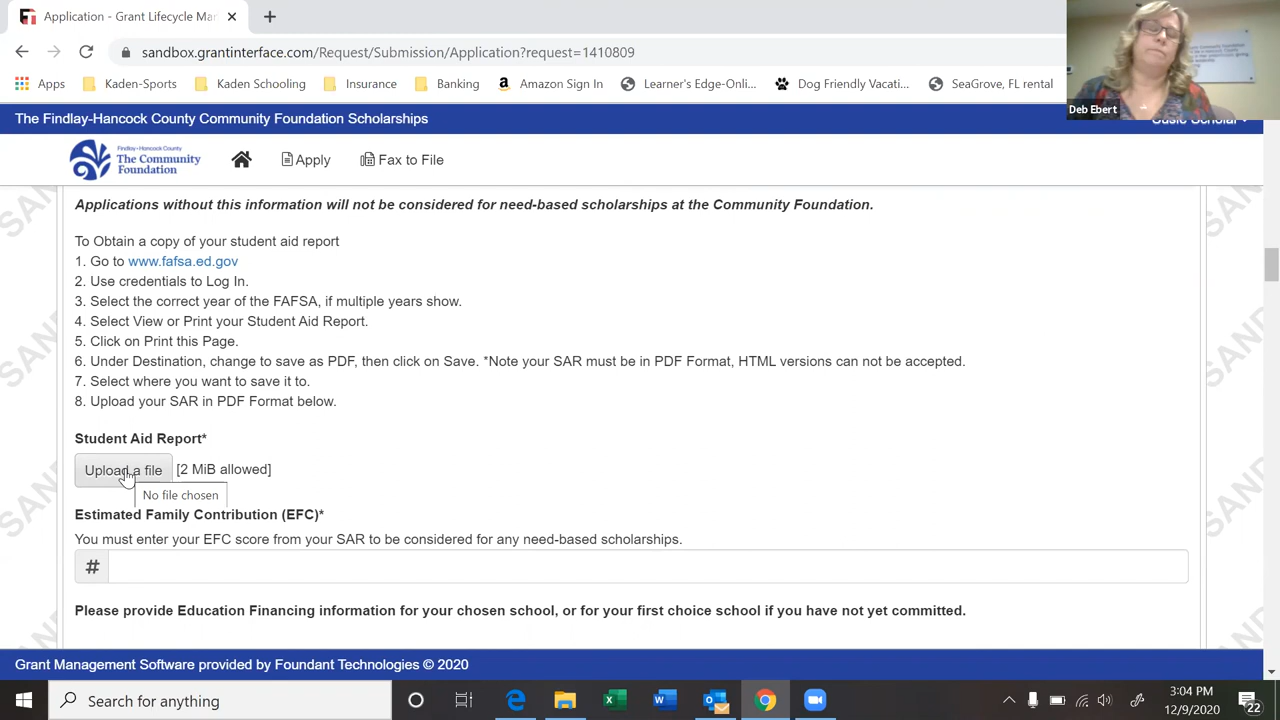 Application - Grant Lifecycle Ma
sandbox.grantinterface.com/Request/Submission/Application?request=1410809
Apps Kaden-Sports Kaden Schooling Insurance Banking Amazon Sign In Learner's Edge-Onli... Dog Friendly Vacati... SeaGrove, FL rental
Deb Ebert
The Findlay-Hancock County Community Foundation Scholarships
Findlay-Hancock County
The Community
Foundation
Apply Fax to File
Applications without this information will not be considered for need-based scholarships at the Community Foundation.
To Obtain a copy of your student aid report
1. Go to www.fafsa.ed.gov
2. Use credentials to Log In.
3. Select the correct year of the FAFSA, if multiple years show.
4. Select View or Print your Student Aid Report.
5. Click on Print this Page.
6. Under Destination, change to save as PDF, then click on Save. *Note your SAR must be in PDF Format, HTML versions can not be accepted.
7. Select where you want to save it to.
8. Upload your SAR in PDF Format below.
Student Aid Report*
Upload a file [2 MiB allowed]
No file chosen
Estimated Family Contribution (EFC)*
You must enter your EFC score from your SAR to be considered for any need-based scholarships.
#
Please provide Education Financing information for your chosen school, or for your first choice school if you have not yet committed.
Grant Management Software provided by Foundant Technologies © 2020
Search for anything
3:04 PM
12/9/2020
22